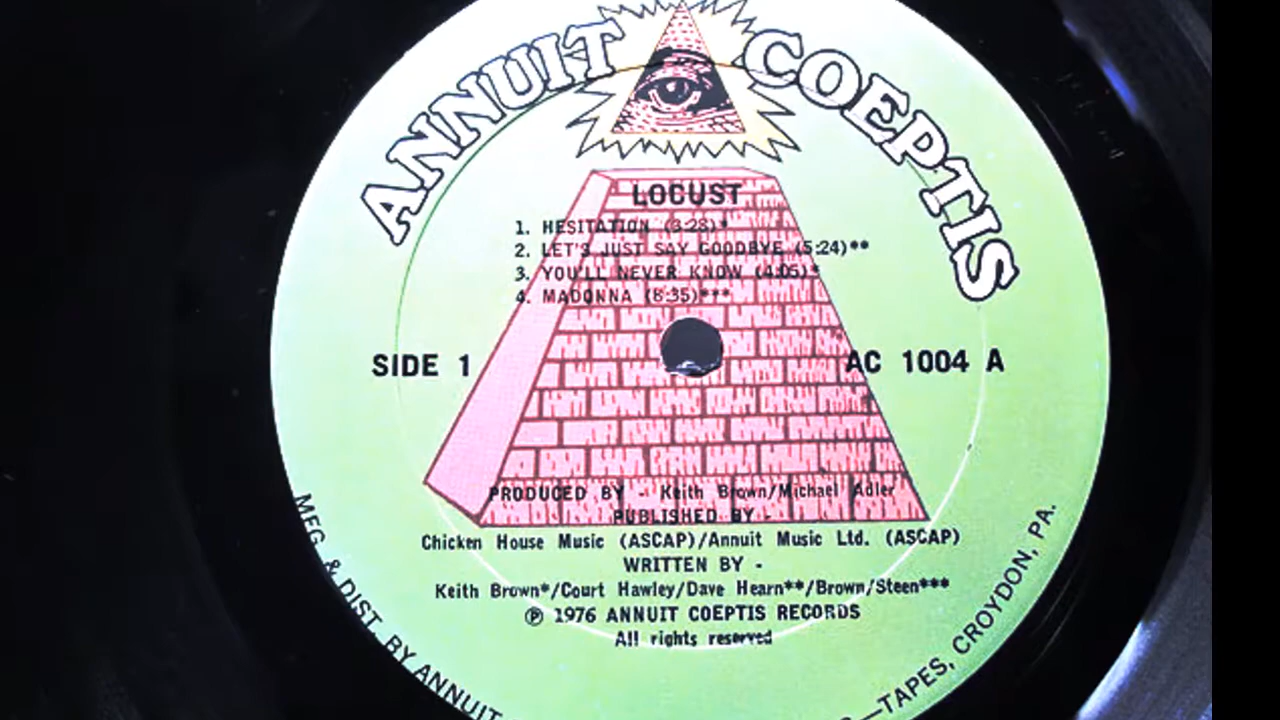 ANNUIT COEPTIS
LOCUST
1. HESITATION (3:28)*
2. LET'S JUST SAY GOODBYE (5:24)**
3. YOU'LL NEVER KNOW (4:05)*
4. MADONNA (8:35)***
SIDE 1
AC 1004 A
PRODUCED BY - Keith Brown/Michael Adler
PUBLISHED BY -
Chicken House Music (ASCAP)/Annuit Music Ltd. (ASCAP)
WRITTEN BY -
Keith Brown*/Court Hawley/Dave Hearn**/Brown/Steen***
Ⓟ 1976 ANNUIT COEPTIS RECORDS
All rights reserved
MFG. & DIST. BY ANNUIT
—TAPES, CROYDON, PA.